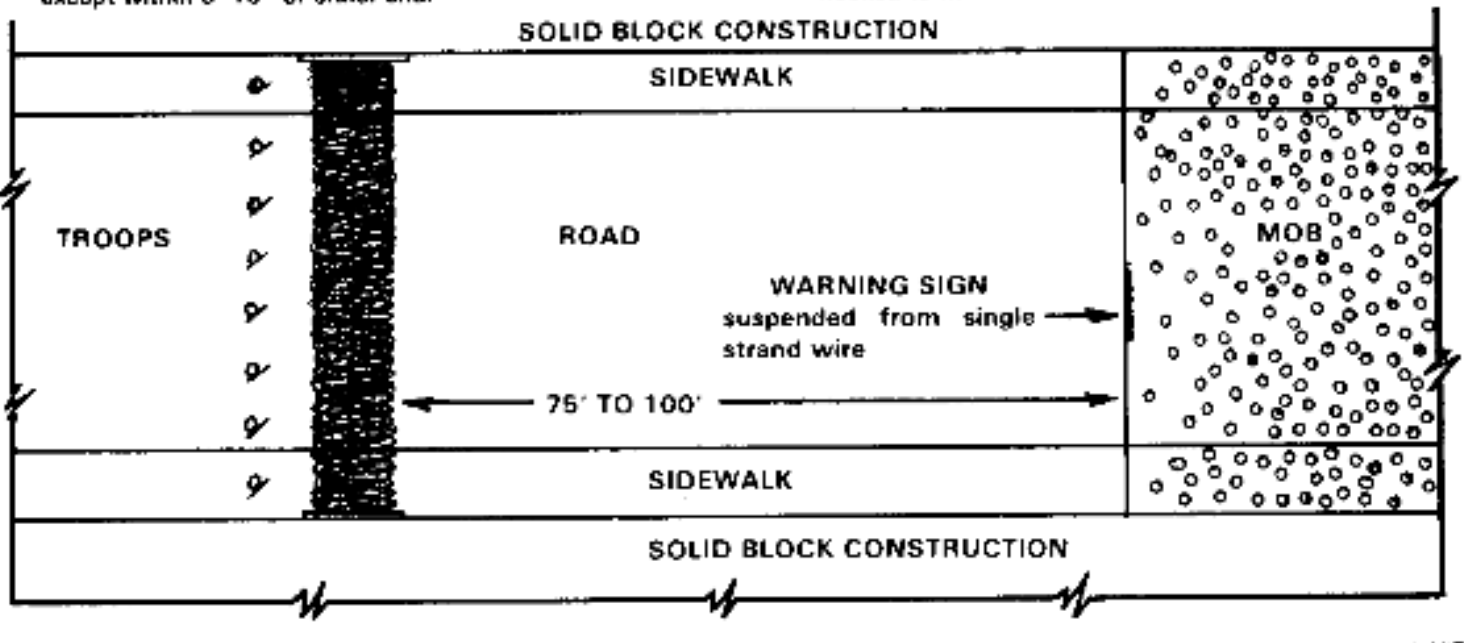 SOLID BLOCK CONSTRUCTION
SIDEWALK
TROOPS
ROAD
MOB
WARNING SIGN
suspended from single
strand wire
75' TO 100'
SIDEWALK
SOLID BLOCK CONSTRUCTION